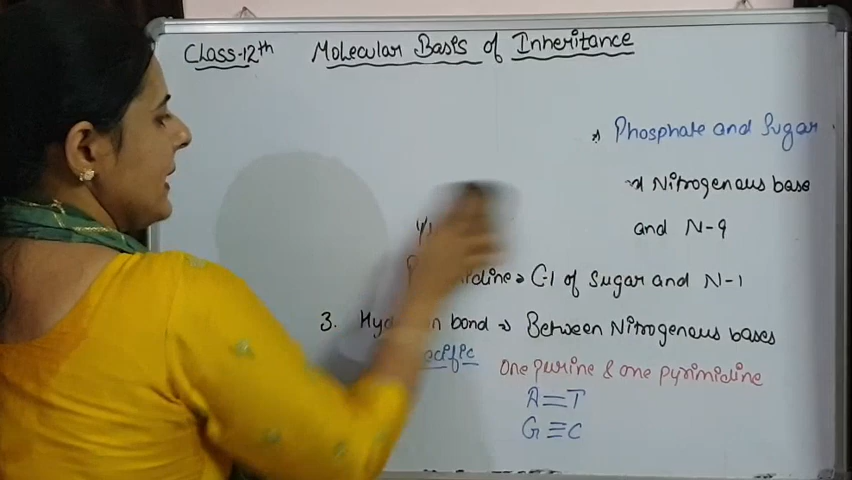 Class-12th Molecular Basis of Inheritance
Phosphate and Sugar
Nitrogenous base
and N-9
C-1 of Sugar and N-1
3. bond → Between Nitrogenous bases
One purine & one pyrimidine
A=T
G≡C